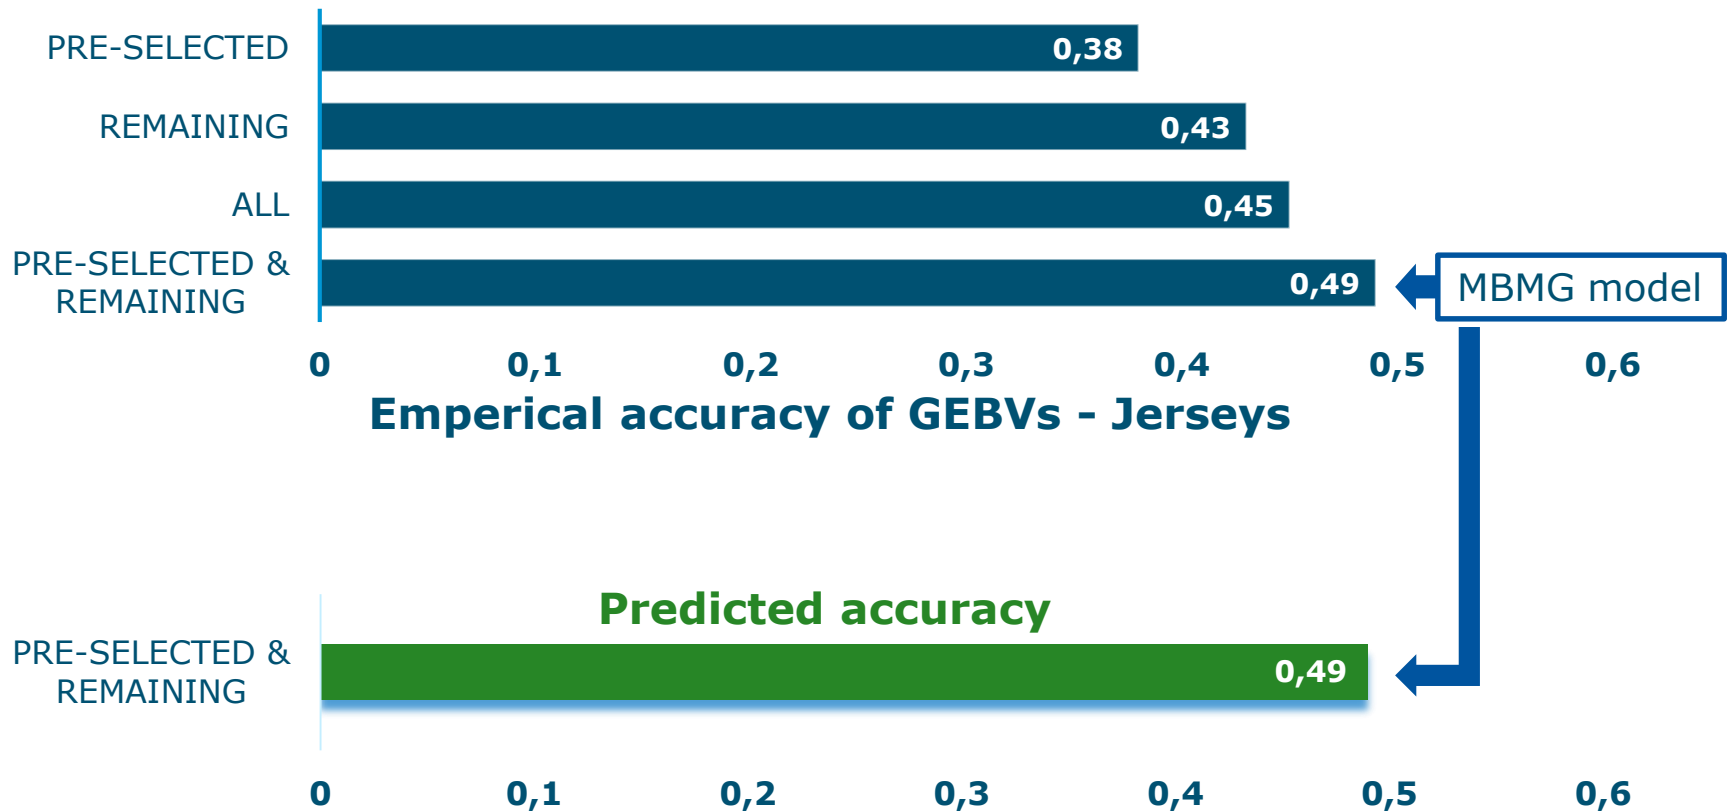 PRE-SELECTED
0,38
REMAINING
0,43
ALL
0,45
PRE-SELECTED &
REMAINING
0,49
MBMG model
0 0,1 0,2 0,3 0,4 0,5 0,6
Emperical accuracy of GEBVs - Jerseys
Predicted accuracy
PRE-SELECTED &
REMAINING
0,49
0 0,1 0,2 0,3 0,4 0,5 0,6